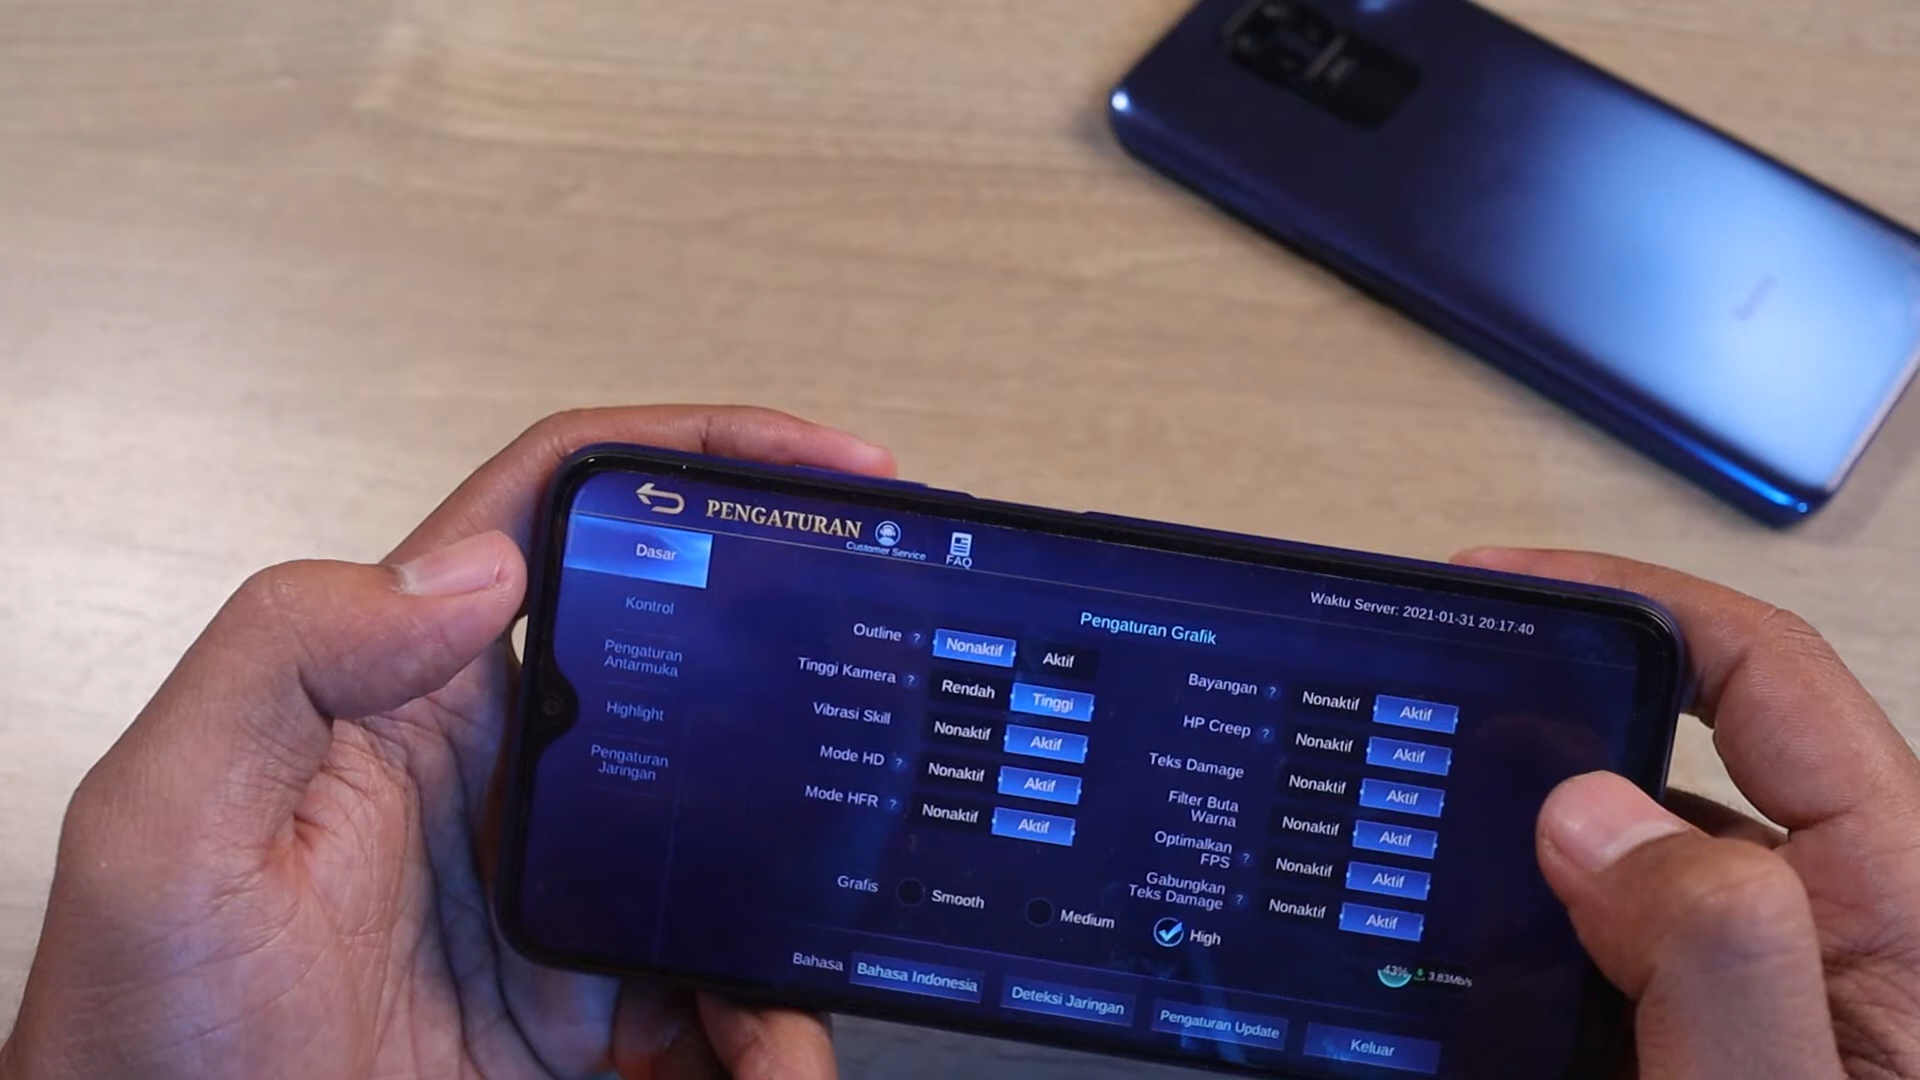 PENGATURAN
Customer Service
FAQ
Waktu Server: 2021-01-31 20:17:40
Dasar
Kontrol
Pengaturan
Antarmuka
Highlight
Pengaturan
Jaringan
Pengaturan Grafik
Outline ? Nonaktif Aktif
Tinggi Kamera ? Rendah Tinggi
Vibrasi Skill Nonaktif Aktif
Mode HD ? Nonaktif Aktif
Mode HFR ? Nonaktif Aktif
Bayangan ? Nonaktif Aktif
HP Creep ? Nonaktif Aktif
Teks Damage Nonaktif Aktif
Filter Buta
Warna Nonaktif Aktif
Optimalkan
FPS ? Nonaktif Aktif
Gabungkan
Teks Damage ? Nonaktif Aktif
Grafis Smooth Medium High
43% 3.83Mb/s
Bahasa Bahasa Indonesia Deteksi Jaringan Pengaturan Update Keluar